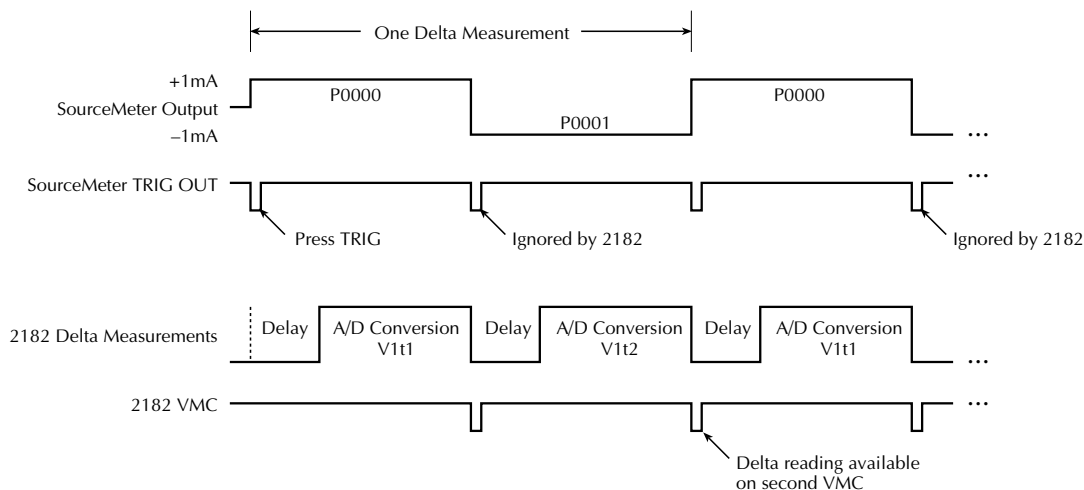 One Delta Measurement
+1mA
P0000
P0000
SourceMeter Output
P0001
–1mA
...
SourceMeter TRIG OUT
...
Press TRIG
Ignored by 2182
Ignored by 2182
2182 Delta Measurements
Delay
A/D Conversion
V1t1
Delay
A/D Conversion
V1t2
Delay
A/D Conversion
V1t1
...
2182 VMC
...
Delta reading available
on second VMC